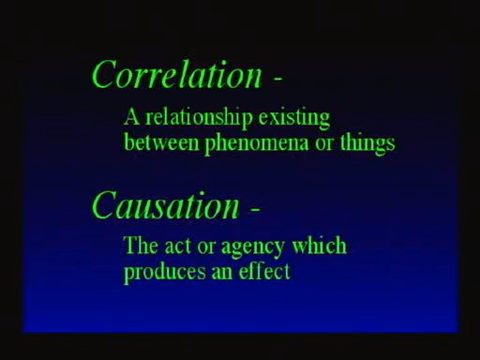 Correlation -
A relationship existing
between phenomena or things
Causation -
The act or agency which
produces an effect